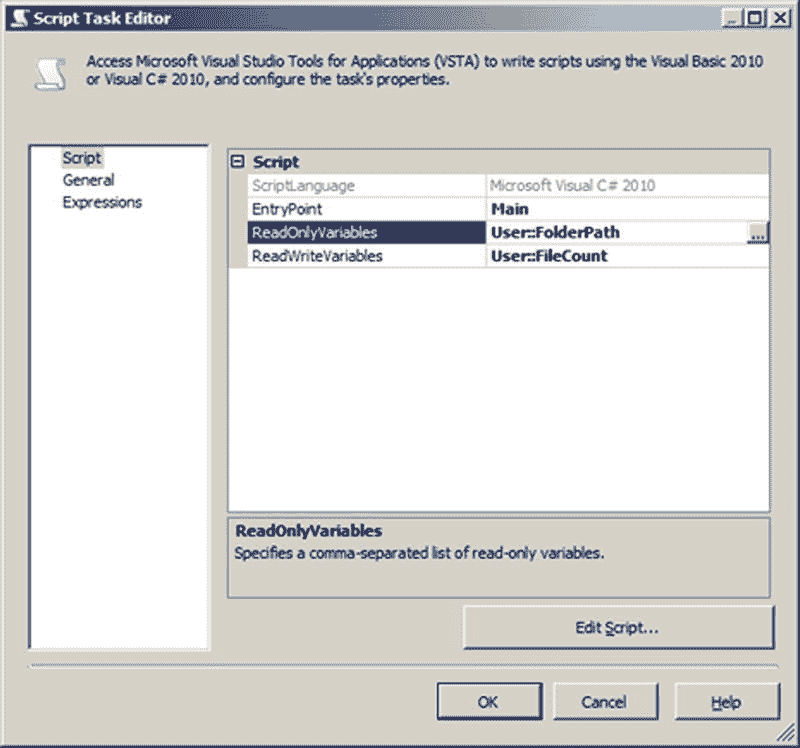 Script Task Editor
Access Microsoft Visual Studio Tools for Applications (VSTA) to write scripts using the Visual Basic 2010
or Visual C# 2010, and configure the task's properties.
Script
General
Expressions
Script
ScriptLanguage Microsoft Visual C# 2010
EntryPoint Main
ReadOnlyVariables User::FolderPath ...
ReadWriteVariables User::FileCount
ReadOnlyVariables
Specifies a comma-separated list of read-only variables.
Edit Script...
OK Cancel Help